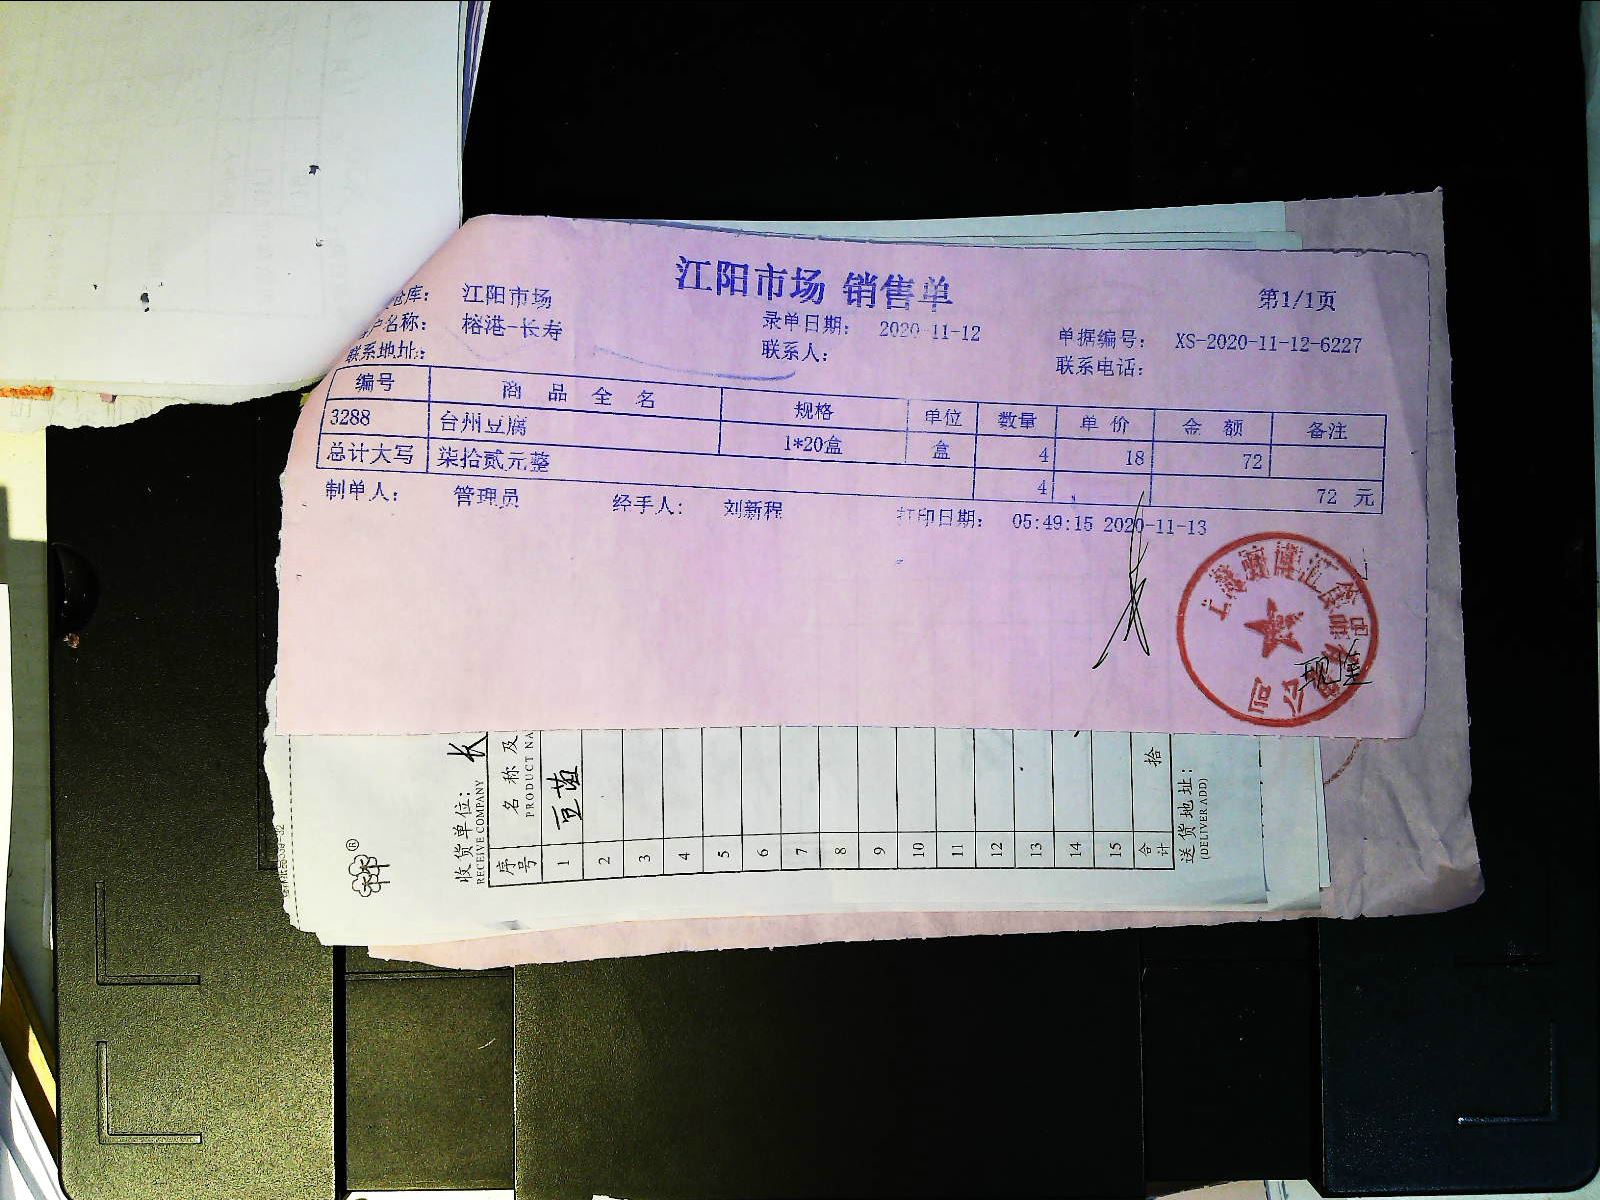 江阳市场 销售单
第1/1页
仓库： 江阳市场
户名称： 榕港-长寿 录单日期： 2020-11-12 单据编号： XS-2020-11-12-6227
联系地址： 联系人： 联系电话：
编号 商品全名 规格 单位 数量 单价 金额 备注
3288 台州豆腐 1*20盒 盒 4 18 72
总计大写 柒拾贰元整 4 72 元
制单人： 管理员 经手人： 刘新程 打印日期： 05:49:15 2020-11-13
收货单位： 长
RECEIVE COMPANY
序号 名称及
PRODUCT NA
1 豆苗
2
3
4
5
6
7
8
9
10
11
12
13
14
15
合计 拾
送货地址：
(DELIVER ADD)